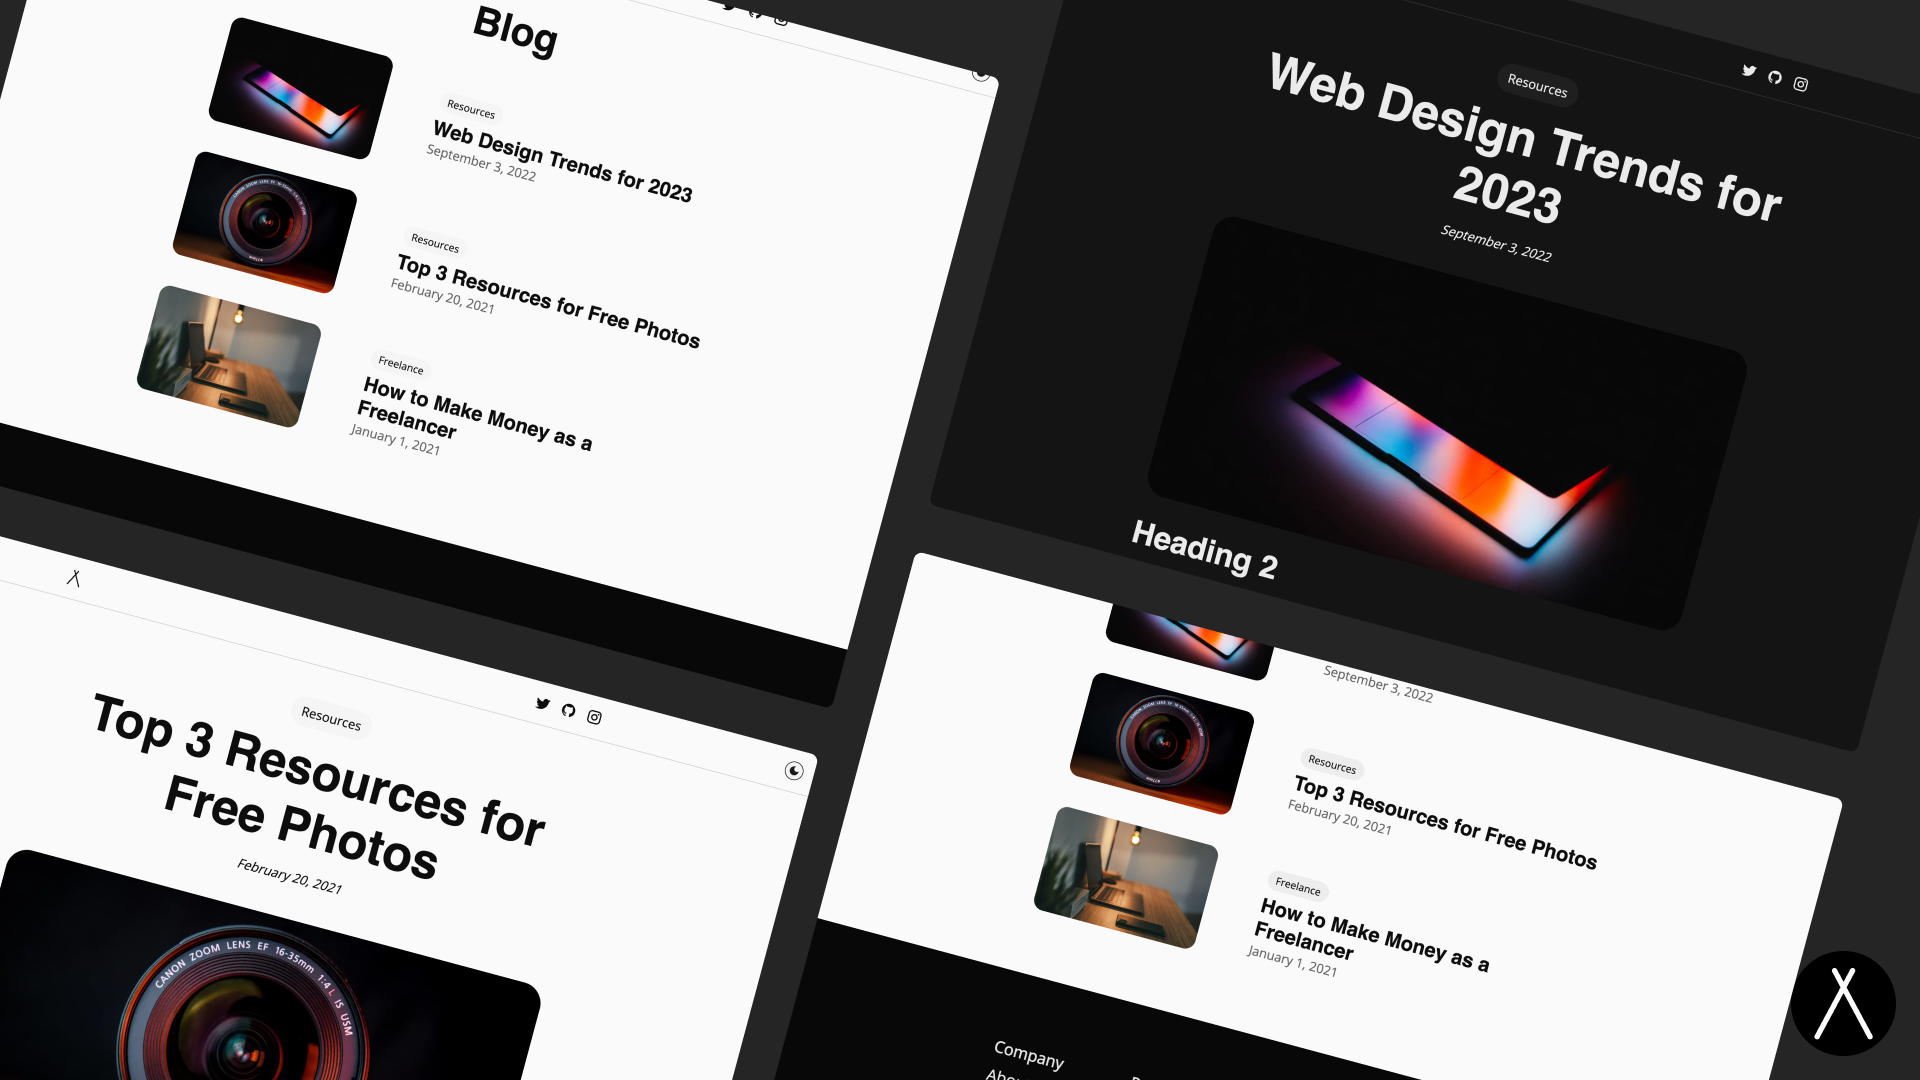 Blog
Resources
Web Design Trends for 2023
September 3, 2022
Resources
Top 3 Resources for Free Photos
February 20, 2021
Freelance
How to Make Money as a
Freelancer
January 1, 2021
Resources
Web Design Trends for
2023
September 3, 2022
Heading 2
Resources
Top 3 Resources for
Free Photos
February 20, 2021
CANON ZOOM LENS EF 16-35mm 1:4 L IS USM
September 3, 2022
Resources
Top 3 Resources for Free Photos
February 20, 2021
Freelance
How to Make Money as a
Freelancer
January 1, 2021
Company